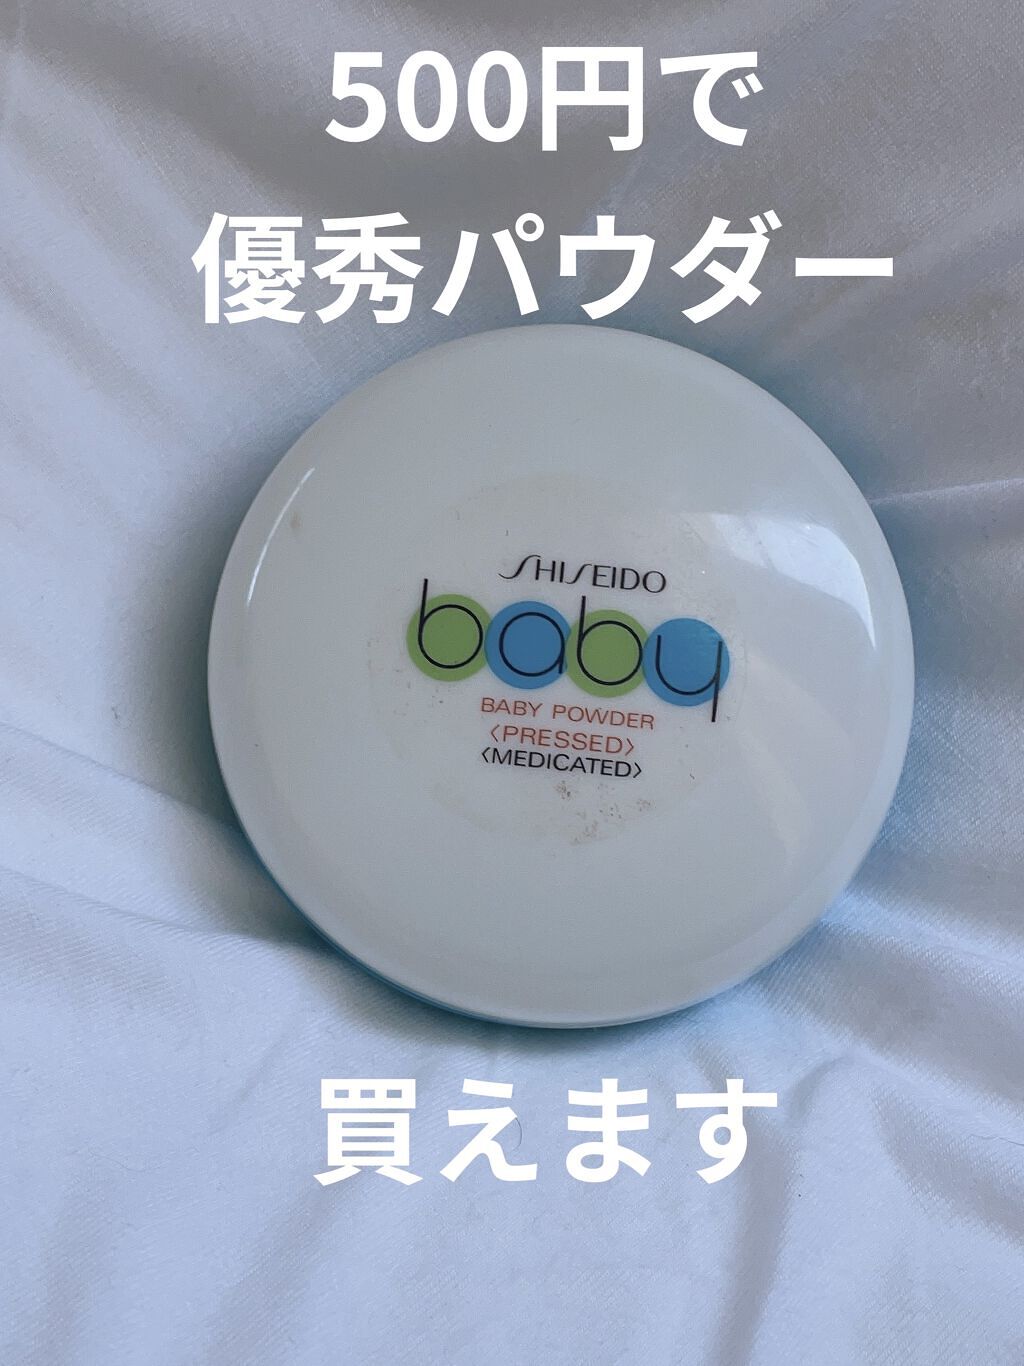 500円で
優秀パウダー
SHISEIDO
baby
BABY POWDER
〈PRESSED〉
〈MEDICATED〉
買えます